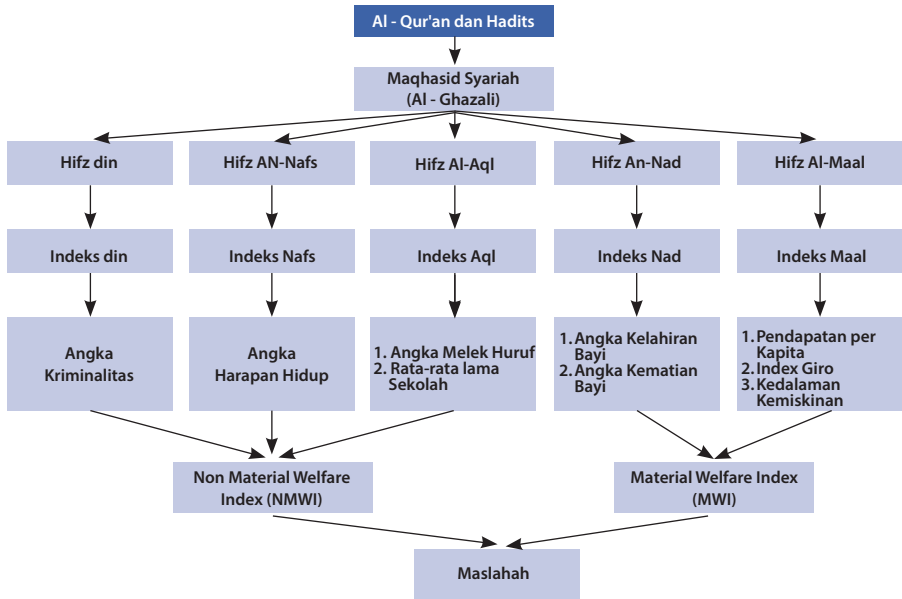 Al - Qur'an dan Hadits
Maqhasid Syariah
(Al - Ghazali)
Hifz din
Hifz AN-Nafs
Hifz Al-Aql
Hifz An-Nad
Hifz Al-Maal
Indeks din
Indeks Nafs
Indeks Aql
Indeks Nad
Indeks Maal
Angka
Kriminalitas
Angka
Harapan Hidup
1. Angka Melek Huruf
2. Rata-rata lama
Sekolah
1. Angka Kelahiran
Bayi
2. Angka Kematian
Bayi
1. Pendapatan per
Kapita
2. Index Giro
3. Kedalaman
Kemiskinan
Non Material Welfare
Index (NMWI)
Material Welfare Index
(MWI)
Maslahah